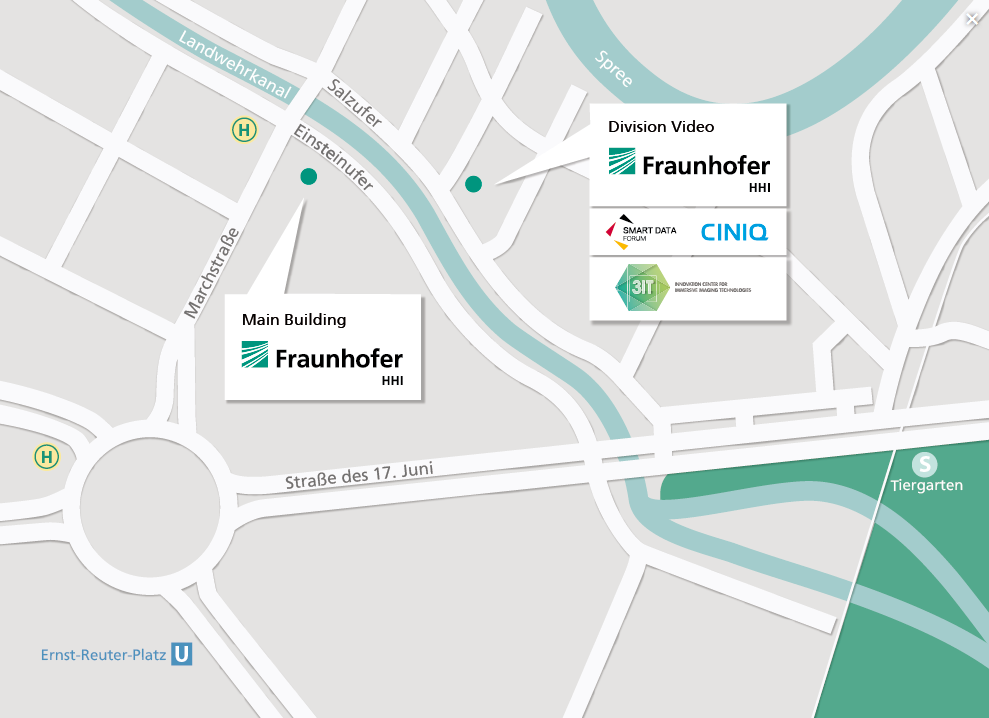 Landwehrkanal
Salzufer
Einsteinufer
Spree
H
Division Video
Fraunhofer
HHI
SMART DATA
FORUM
CINIQ
3IT
INNOVATION CENTER FOR
IMMERSIVE IMAGING TECHNOLOGIES
Marchstraße
Main Building
Fraunhofer
HHI
H
Straße des 17. Juni
S
Tiergarten
Ernst-Reuter-Platz U